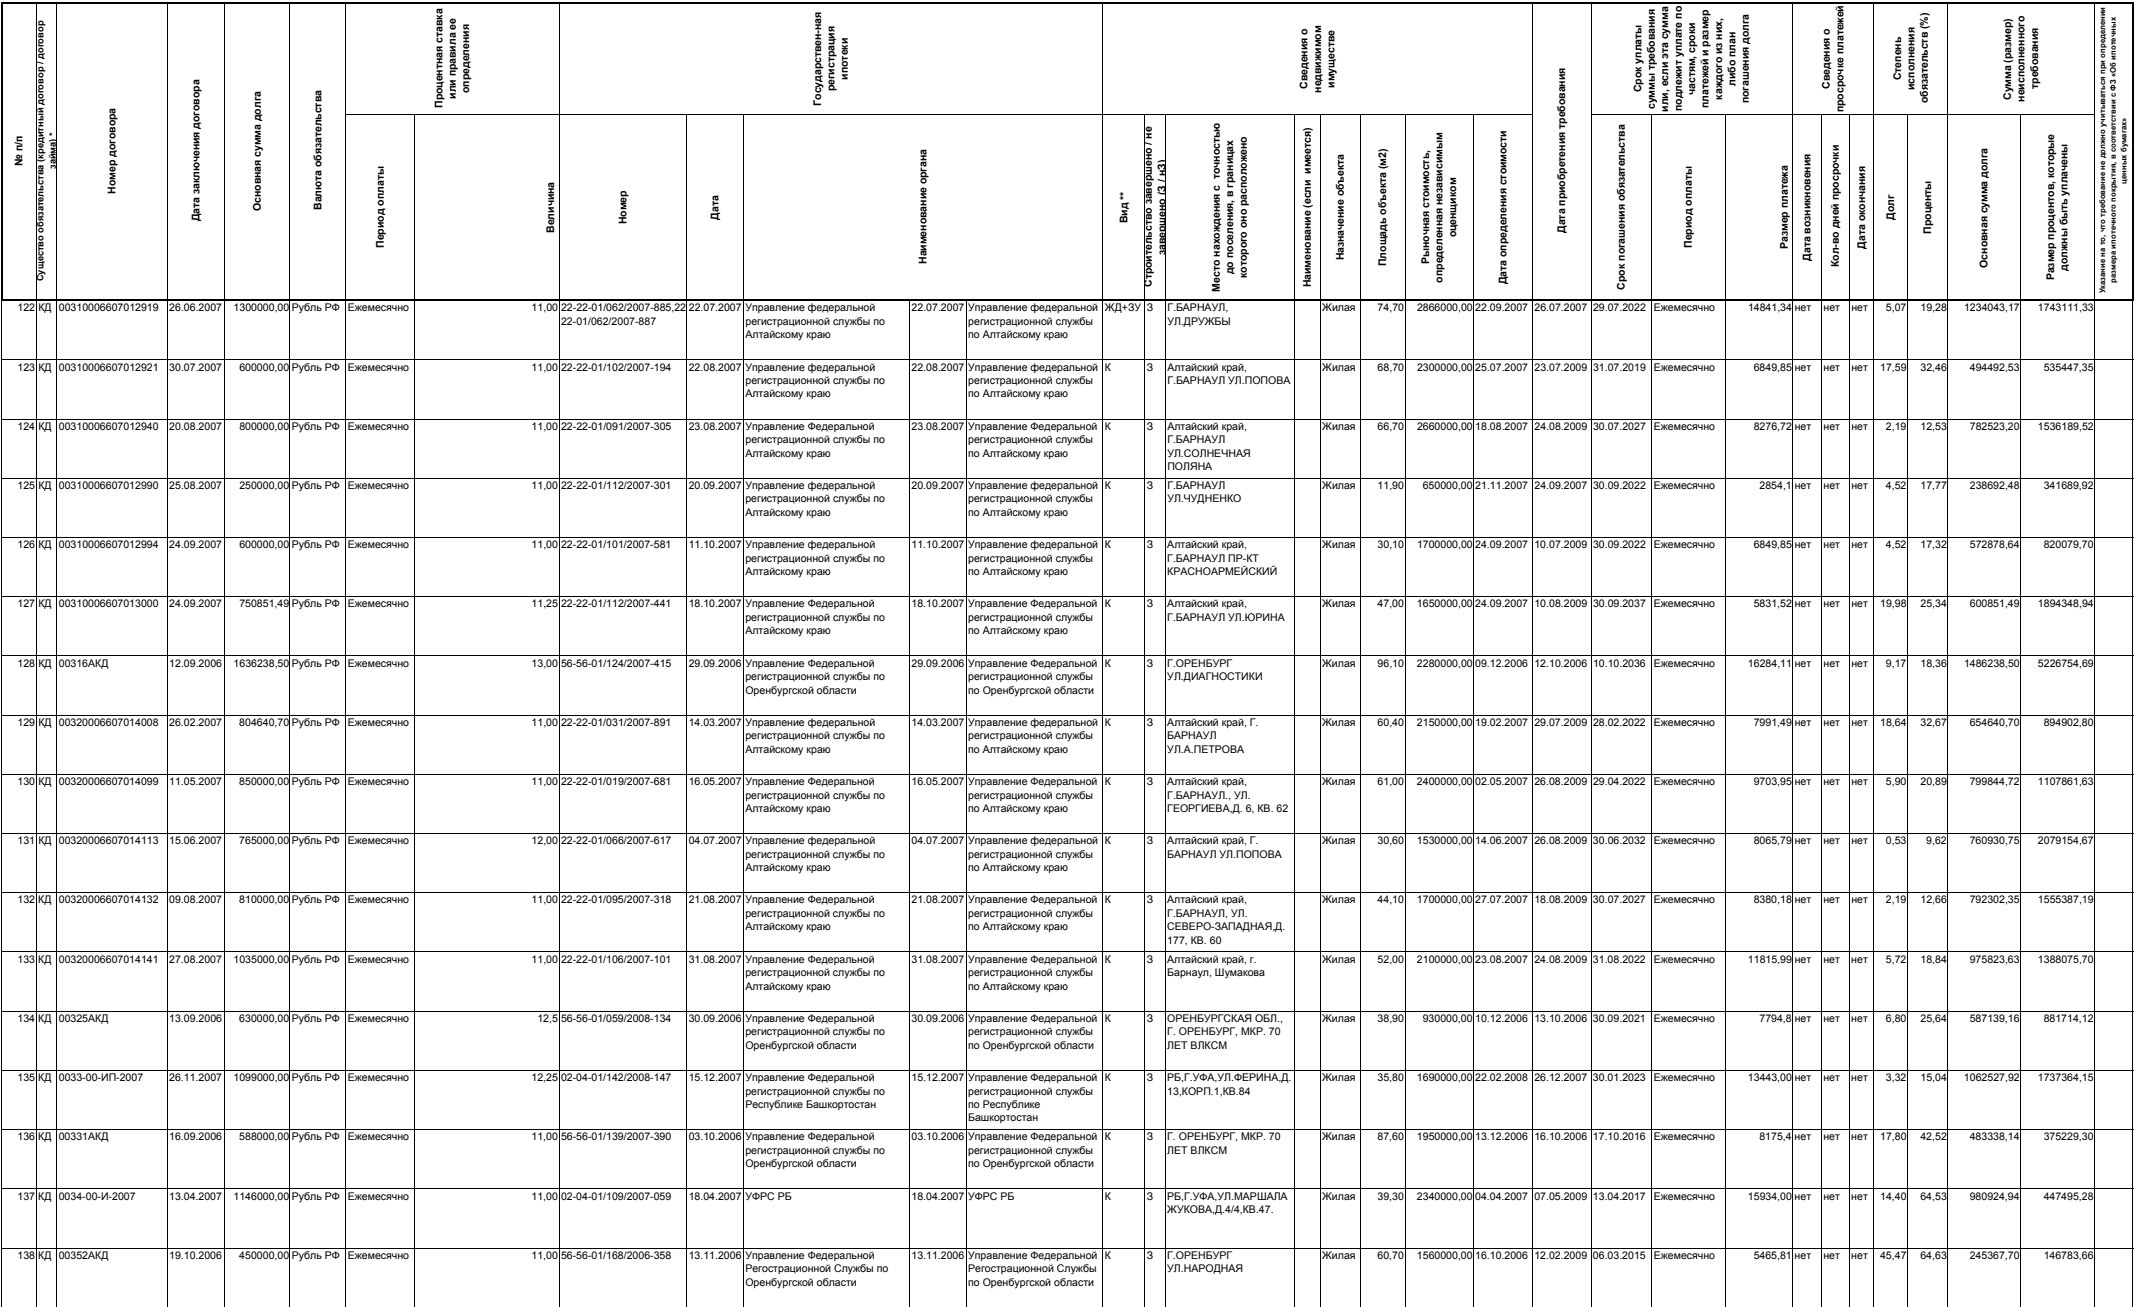 № п/п
Существо обязательства (кредитный договор / договор займа) *
Номер договора
Дата заключения договора
Основная сумма долга
Валюта обязательства
Процентная ставка или правила ее определения
Период оплаты
Величина
Государствен-ная регистрация ипотеки
Номер
Дата
Наименование органа
Сведения о недвижимом имуществе
Вид **
Строительство завершено / не завершено (З / нЗ)
Место нахождения с точностью до поселения, в границах которого оно расположено
Наименование (если имеется)
Назначение объекта
Площадь объекта (м2)
Рыночная стоимость, определенная независимым оценщиком
Дата определения стоимости
Дата приобретения требования
Срок уплаты суммы требования или, если эта сумма подлежит уплате по частям, сроки платежей и размер каждого из них, либо план погашения долга
Срок погашения обязательства
Период оплаты
Размер платежа
Сведения о просрочке платежей
Дата возникновения
Кол-во дней просрочки
Дата окончания
Степень исполнения обязательств (%)
Долг
Проценты
Сумма (размер) неисполненного требования
Основная сумма долга
Размер процентов, которые должны быть уплачены
Указание на то, что требование не должно учитываться при определении размера ипотечного покрытия, в соответствии с ФЗ «Об ипотечных ценных бумагах»
122 КД 00310006607012919 26.06.2007 1300000,00 Рубль РФ Ежемесячно 11,00 22-22-01/062/2007-885,22 22-01/062/2007-887 22.07.2007 Управление федеральной регистрационной службы по Алтайскому краю 22.07.2007 Управление федеральной регистрационной службы по Алтайскому краю ЖД+ЗУ З Г.БАРНАУЛ, УЛ.ДРУЖБЫ Жилая 74,70 2866000,00 22.09.2007 26.07.2007 29.07.2022 Ежемесячно 14841,34 нет нет нет 5,07 19,28 1234043,17 1743111,33
123 КД 00310006607012921 30.07.2007 600000,00 Рубль РФ Ежемесячно 11,00 22-22-01/102/2007-194 22.08.2007 Управление федеральной регистрационной службы по Алтайскому краю 22.08.2007 Управление федеральной регистрационной службы по Алтайскому краю К З Алтайский край, Г.БАРНАУЛ УЛ.ПОПОВА Жилая 68,70 2300000,00 25.07.2007 23.07.2009 31.07.2019 Ежемесячно 6849,85 нет нет нет 17,59 32,46 494492,53 535447,35
124 КД 00310006607012940 20.08.2007 800000,00 Рубль РФ Ежемесячно 11,00 22-22-01/091/2007-305 23.08.2007 Управление федеральной регистрационной службы по Алтайскому краю 23.08.2007 Управление федеральной регистрационной службы по Алтайскому краю К З Алтайский край, Г.БАРНАУЛ УЛ.СОЛНЕЧНАЯ ПОЛЯНА Жилая 66,70 2660000,00 18.08.2007 24.08.2009 30.07.2027 Ежемесячно 8276,72 нет нет нет 2,19 12,53 782523,20 1536189,52
125 КД 00310006607012990 25.08.2007 250000,00 Рубль РФ Ежемесячно 11,00 22-22-01/112/2007-301 20.09.2007 Управление федеральной регистрационной службы по Алтайскому краю 20.09.2007 Управление федеральной регистрационной службы по Алтайскому краю К З Г.БАРНАУЛ УЛ.ЧУДНЕНКО Жилая 11,90 650000,00 21.11.2007 24.09.2007 30.09.2022 Ежемесячно 2854,1 нет нет нет 4,52 17,77 238692,48 341689,92
126 КД 00310006607012994 24.09.2007 600000,00 Рубль РФ Ежемесячно 11,00 22-22-01/101/2007-581 11.10.2007 Управление федеральной регистрационной службы по Алтайскому краю 11.10.2007 Управление федеральной регистрационной службы по Алтайскому краю К З Алтайский край, Г.БАРНАУЛ ПР-КТ КРАСНОАРМЕЙСКИЙ Жилая 30,10 1700000,00 24.09.2007 10.07.2009 30.09.2022 Ежемесячно 6849,85 нет нет нет 4,52 17,32 572878,64 820079,70
127 КД 00310006607013000 24.09.2007 750851,49 Рубль РФ Ежемесячно 11,25 22-22-01/112/2007-441 18.10.2007 Управление Федеральной регистрационной службы по Алтайскому краю 18.10.2007 Управление Федеральной регистрационной службы по Алтайскому краю К З Алтайский край, Г.БАРНАУЛ УЛ.ЮРИНА Жилая 47,00 1650000,00 24.09.2007 10.08.2009 30.09.2037 Ежемесячно 5831,52 нет нет нет 19,98 25,34 600851,49 1894348,94
128 КД 00316АКД 12.09.2006 1636238,50 Рубль РФ Ежемесячно 13,00 56-56-01/124/2007-415 29.09.2006 Управление Федеральной регистрационной службы по Оренбургской области 29.09.2006 Управление Федеральной регистрационной службы по Оренбургской области К З Г.ОРЕНБУРГ УЛ.ДИАГНОСТИКИ Жилая 96,10 2280000,00 09.12.2006 12.10.2006 10.10.2036 Ежемесячно 16284,11 нет нет нет 9,17 18,36 1486238,50 5226754,69
129 КД 00320006607014008 26.02.2007 804640,70 Рубль РФ Ежемесячно 11,00 22-22-01/031/2007-891 14.03.2007 Управление федеральной регистрационной службы по Алтайскому краю 14.03.2007 Управление федеральной регистрационной службы по Алтайскому краю К З Алтайский край, Г. БАРНАУЛ УЛ.А.ПЕТРОВА Жилая 60,40 2150000,00 19.02.2007 29.07.2009 28.02.2022 Ежемесячно 7991,49 нет нет нет 18,64 32,67 654640,70 894902,80
130 КД 00320006607014099 11.05.2007 850000,00 Рубль РФ Ежемесячно 11,00 22-22-01/019/2007-681 16.05.2007 Управление федеральной регистрационной службы по Алтайскому краю 16.05.2007 Управление федеральной регистрационной службы по Алтайскому краю К З Алтайский край, Г.БАРНАУЛ., УЛ. ГЕОРГИЕВА,Д. 6, КВ. 62 Жилая 61,00 2400000,00 02.05.2007 26.08.2009 29.04.2022 Ежемесячно 9703,95 нет нет нет 5,90 20,89 799844,72 1107861,63
131 КД 00320006607014113 15.06.2007 765000,00 Рубль РФ Ежемесячно 12,00 22-22-01/066/2007-617 04.07.2007 Управление федеральной регистрационной службы по Алтайскому краю 04.07.2007 Управление федеральной регистрационной службы по Алтайскому краю К З Алтайский край, Г. БАРНАУЛ УЛ.ПОПОВА Жилая 30,60 1530000,00 14.06.2007 26.08.2009 30.06.2032 Ежемесячно 8065,79 нет нет нет 0,53 9,62 760930,75 2079154,67
132 КД 00320006607014132 09.08.2007 810000,00 Рубль РФ Ежемесячно 11,00 22-22-01/095/2007-318 21.08.2007 Управление федеральной регистрационной службы по Алтайскому краю 21.08.2007 Управление федеральной регистрационной службы по Алтайскому краю К З Алтайский край, Г.БАРНАУЛ, УЛ. СЕВЕРО-ЗАПАДНАЯ,Д. 177, КВ. 60 Жилая 44,10 1700000,00 27.07.2007 18.08.2009 30.07.2027 Ежемесячно 8380,18 нет нет нет 2,19 12,66 792302,35 1555387,19
133 КД 00320006607014141 27.08.2007 1035000,00 Рубль РФ Ежемесячно 11,00 22-22-01/106/2007-101 31.08.2007 Управление Федеральной регистрационной службы по Алтайскому краю 31.08.2007 Управление Федеральной регистрационной службы по Алтайскому краю К З Алтайский край, г. Барнаул, Шумакова Жилая 52,00 2100000,00 23.08.2007 24.08.2009 31.08.2022 Ежемесячно 11815,99 нет нет нет 5,72 18,84 975823,63 1388075,70
134 КД 00325АКД 13.09.2006 630000,00 Рубль РФ Ежемесячно 12,5 56-56-01/059/2008-134 30.09.2006 Управление Федеральной регистрационной службы по Оренбургской области 30.09.2006 Управление Федеральной регистрационной службы по Оренбургской области К З ОРЕНБУРГСКАЯ ОБЛ., Г. ОРЕНБУРГ, МКР. 70 ЛЕТ ВЛКСМ Жилая 38,90 930000,00 10.12.2006 13.10.2006 30.09.2021 Ежемесячно 7794,8 нет нет нет 6,80 25,64 587139,16 881714,12
135 КД 0033-00-ИП-2007 26.11.2007 1099000,00 Рубль РФ Ежемесячно 12,25 02-04-01/142/2008-147 15.12.2007 Управление Федеральной регистрационной службы по Республике Башкортостан 15.12.2007 Управление Федеральной регистрационной службы по Республике Башкортостан К З РБ,Г.УФА,УЛ.ФЕРИНА,Д. 13,КОРП.1,КВ.84 Жилая 35,80 1690000,00 22.02.2008 26.12.2007 30.01.2023 Ежемесячно 13443,00 нет нет нет 3,32 15,04 1062527,92 1737364,15
136 КД 00331АКД 16.09.2006 588000,00 Рубль РФ Ежемесячно 11,00 56-56-01/139/2007-390 03.10.2006 Управление Федеральной регистрационной службы по Оренбургской области 03.10.2006 Управление Федеральной регистрационной службы по Оренбургской области К З Г. ОРЕНБУРГ, МКР. 70 ЛЕТ ВЛКСМ Жилая 87,60 1950000,00 13.12.2006 16.10.2006 17.10.2016 Ежемесячно 8175,4 нет нет нет 17,80 42,52 483338,14 375229,30
137 КД 0034-00-И-2007 13.04.2007 1146000,00 Рубль РФ Ежемесячно 11,00 02-04-01/109/2007-059 18.04.2007 УФРС РБ 18.04.2007 УФРС РБ К З РБ,Г.УФА,УЛ.МАРШАЛА ЖУКОВА,Д.4/4,КВ.47. Жилая 39,30 2340000,00 04.04.2007 07.05.2009 13.04.2017 Ежемесячно 15934,00 нет нет нет 14,40 64,53 980924,94 447495,28
138 КД 00352АКД 19.10.2006 450000,00 Рубль РФ Ежемесячно 11,00 56-56-01/168/2006-358 13.11.2006 Управление Федеральной Регострационной Службы по Оренбургской области 13.11.2006 Управление Федеральной Регострационной Службы по Оренбургской области К З Г.ОРЕНБУРГ УЛ.НАРОДНАЯ Жилая 60,70 1560000,00 16.10.2006 12.02.2009 06.03.2015 Ежемесячно 5465,81 нет нет нет 45,47 64,63 245367,70 146783,66